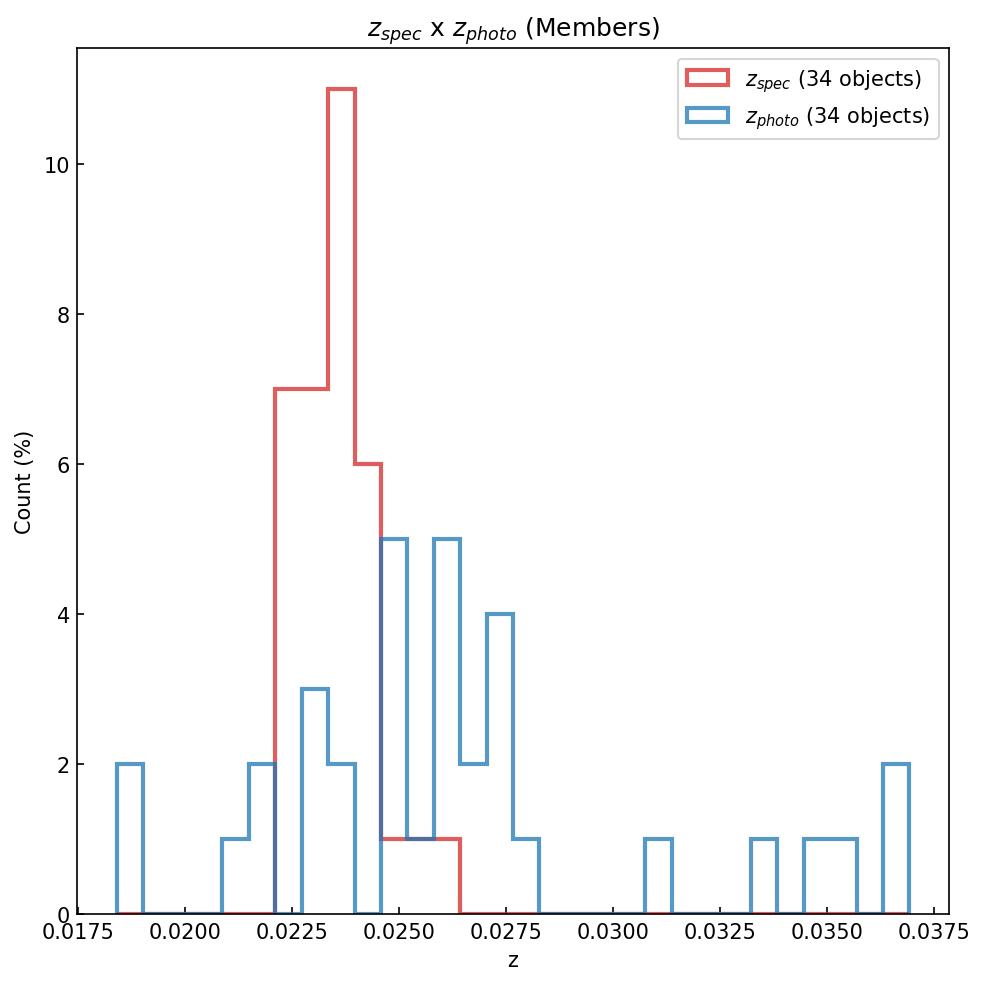 z_spec x z_photo (Members)
z_spec (34 objects)
z_photo (34 objects)
Count (%)
10
8
6
4
2
0
0.0175 0.0200 0.0225 0.0250 0.0275 0.0300 0.0325 0.0350 0.0375
z